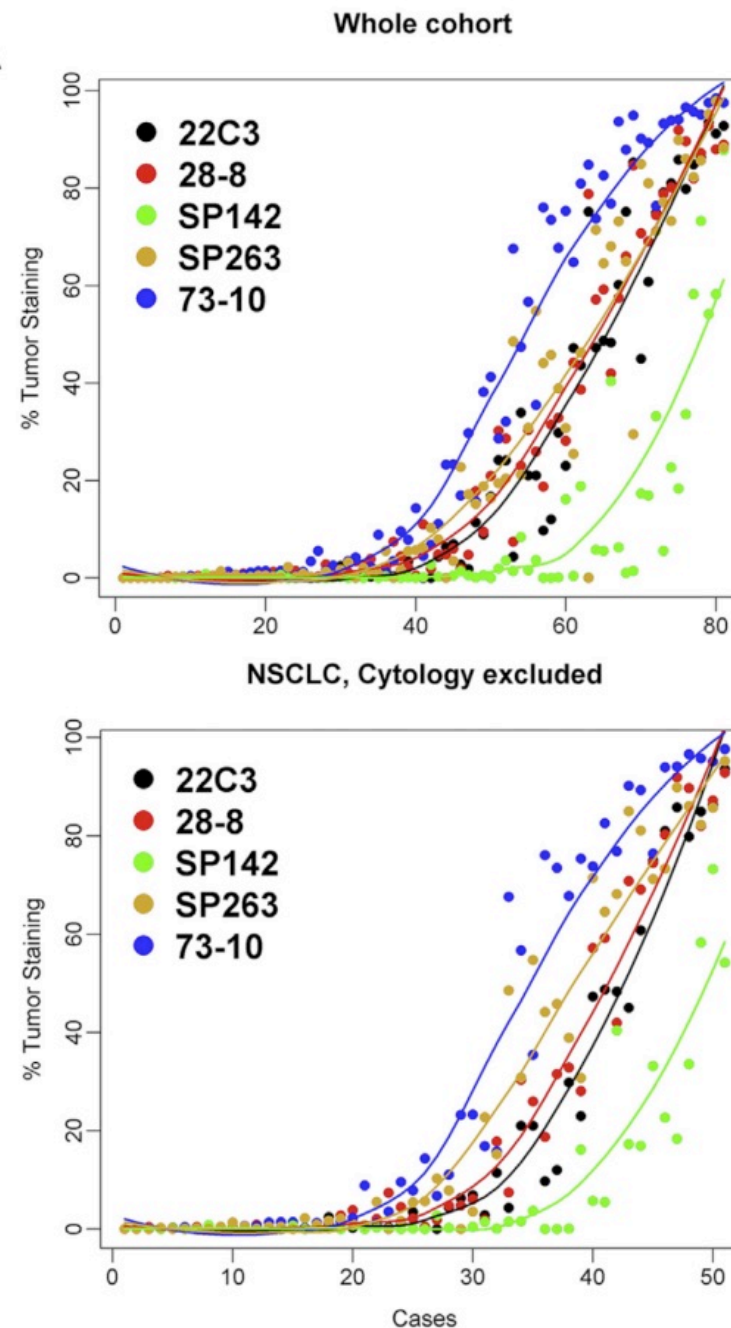 Whole cohort
100
80
60
40
20
0
% Tumor Staining
22C3
28-8
SP142
SP263
73-10
0 20 40 60 80
NSCLC, Cytology excluded
100
80
60
40
20
0
% Tumor Staining
22C3
28-8
SP142
SP263
73-10
0 10 20 30 40 50
Cases